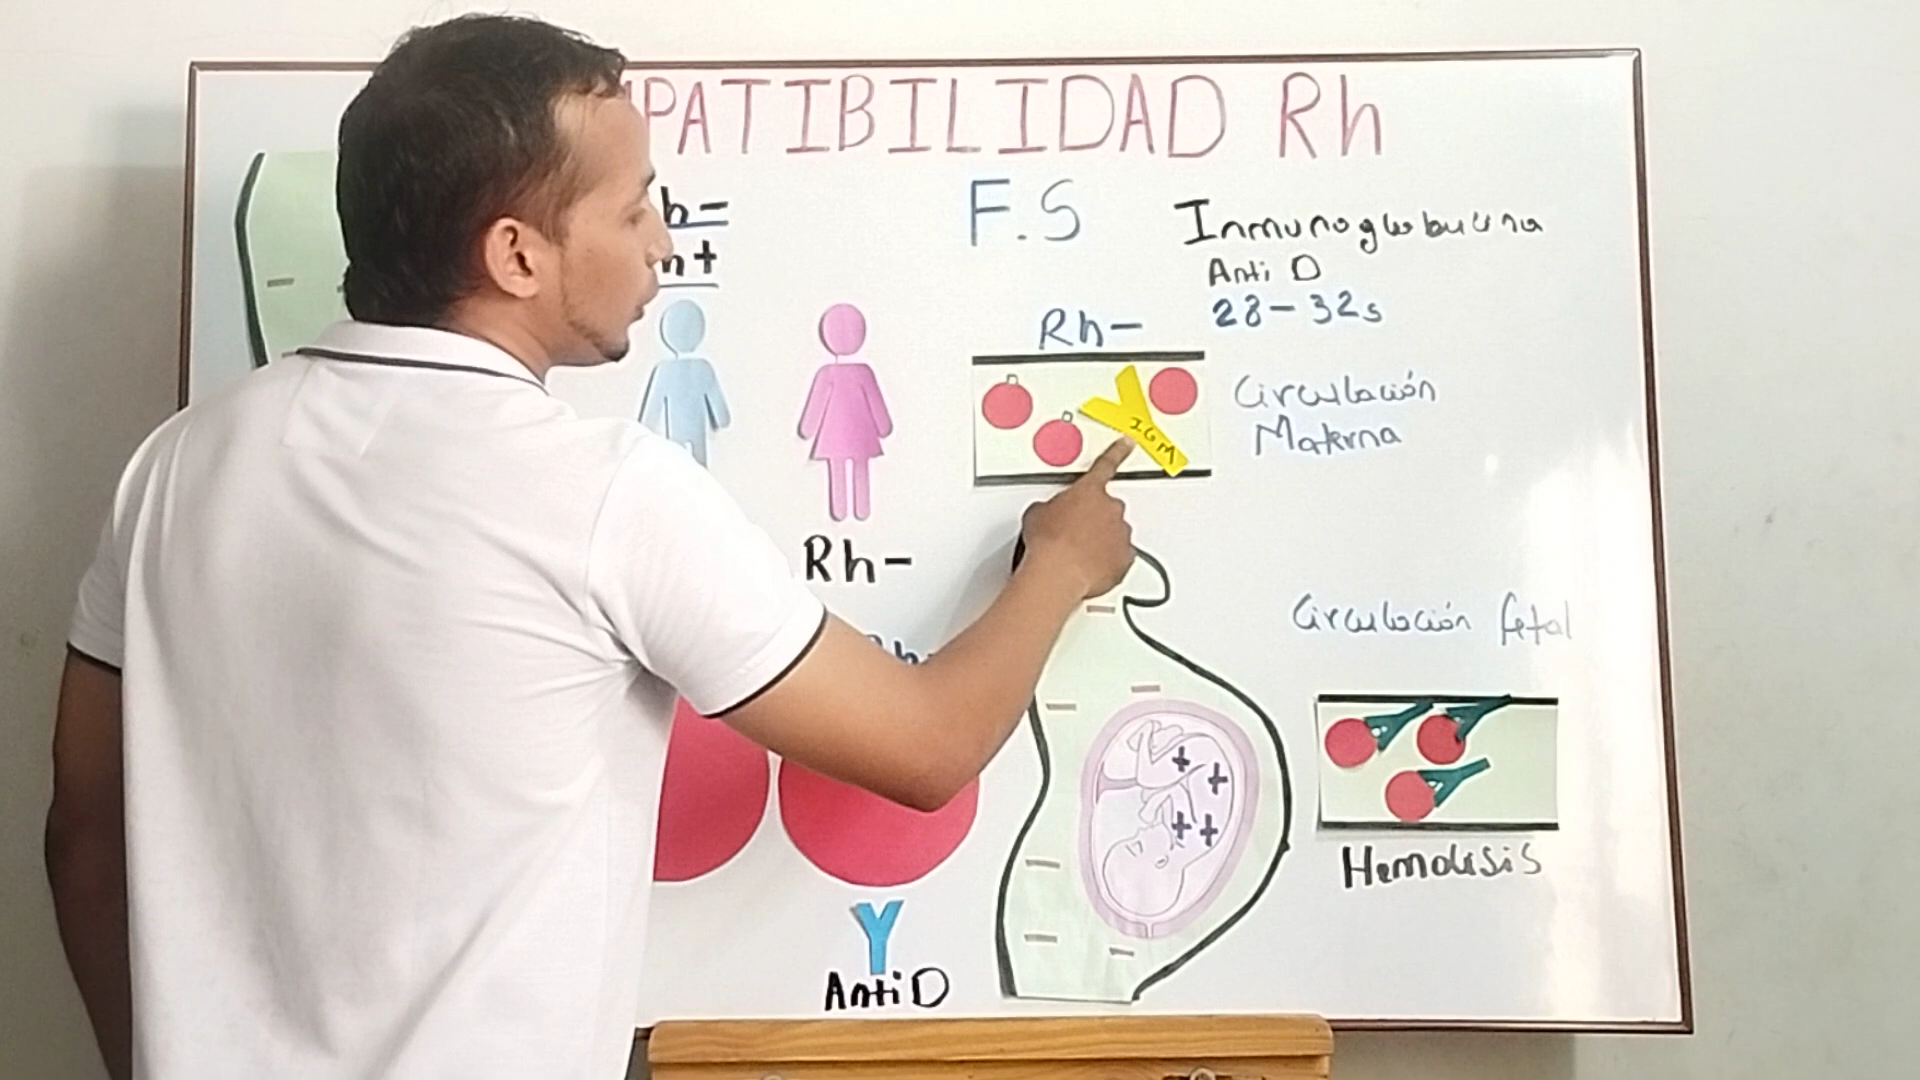 PATIBILIDAD Rh
h-
h+
F.S
Inmunoglobulina
Anti D
28-32s
Rh-
IGM
Circulación
Materna
Rh-
Circulación fetal
Hemolisis
Anti D